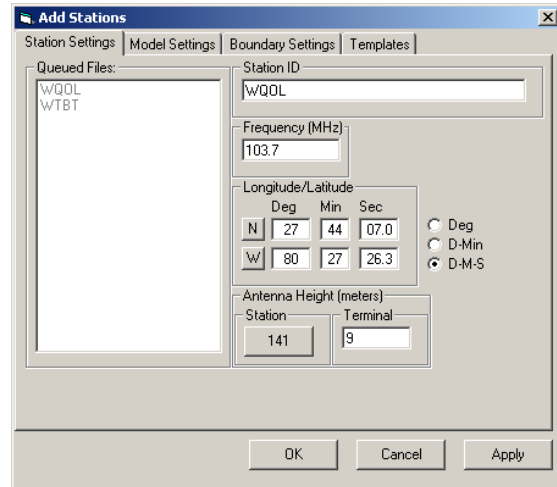 Add Stations
Station Settings Model Settings Boundary Settings Templates
Queued Files:
WQOL
WTBT
Station ID
WQOL
Frequency (MHz)
103.7
Longitude/Latitude
Deg Min Sec
N 27 44 07.0
W 80 27 26.3
Deg
D-Min
D-M-S
Antenna Height (meters)
Station Terminal
141 9
OK Cancel Apply